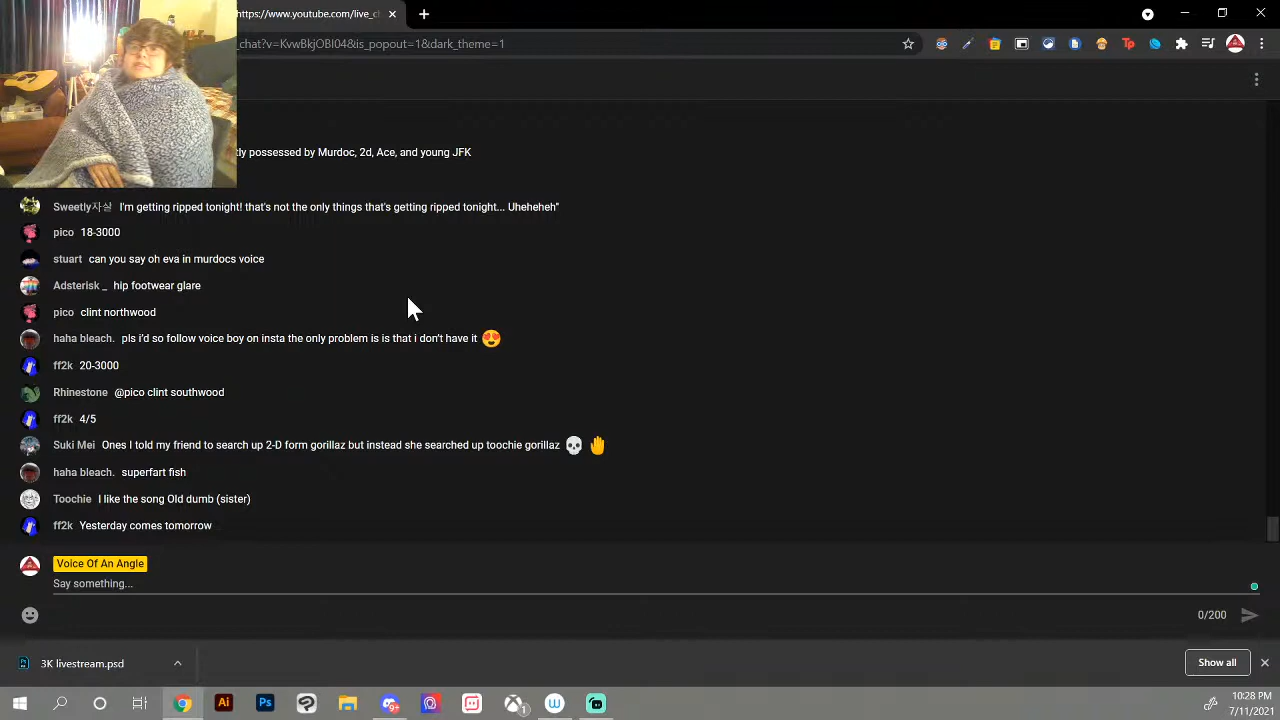 https://www.youtube.com/live_c
_chat?v=KvwBkjOBI04&is_popout=1&dark_theme=1
possessed by Murdoc, 2d, Ace, and young JFK
Sweetly자살 I'm getting ripped tonight! that's not the only things that's getting ripped tonight... Uheheheh"
pico 18-3000
stuart can you say oh eva in murdocs voice
Adsterisk _ hip footwear glare
pico clint northwood
haha bleach. pls i'd so follow voice boy on insta the only problem is is that i don't have it
ff2k 20-3000
Rhinestone @pico clint southwood
ff2k 4/5
Suki Mei Ones I told my friend to search up 2-D form gorillaz but instead she searched up toochie gorillaz
haha bleach. superfart fish
Toochie I like the song Old dumb (sister)
ff2k Yesterday comes tomorrow
Voice Of An Angle
Say something...
0/200
3K livestream.psd
Show all
10:28 PM
7/11/2021